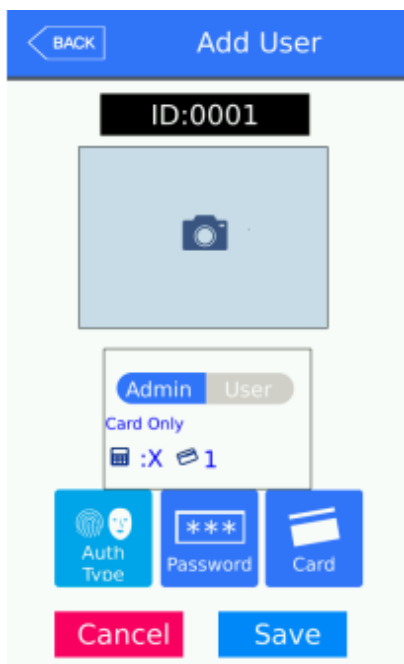 BACK
Add User
ID:0001
Admin User
Card Only
:X 1
Auth
Type
***
Password
Card
Cancel
Save